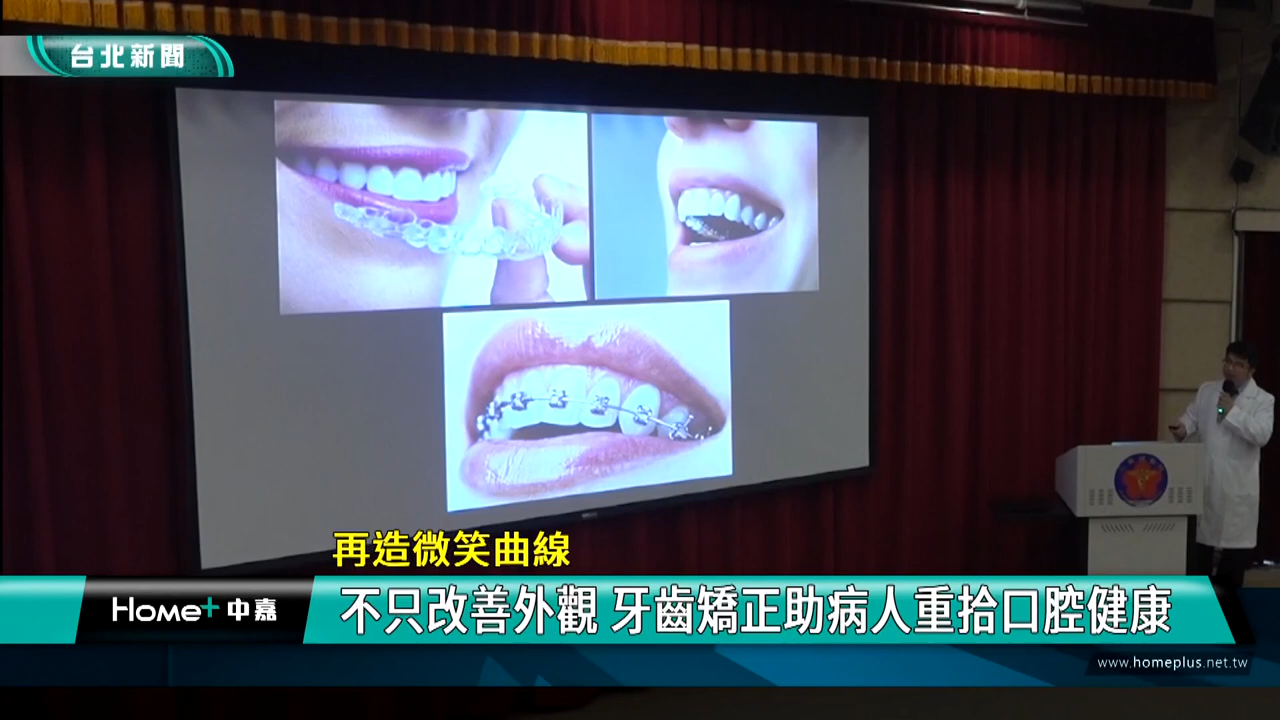 台北新聞
再造微笑曲線
Home+中嘉
不只改善外觀 牙齒矯正助病人重拾口腔健康
www.homeplus.net.tw